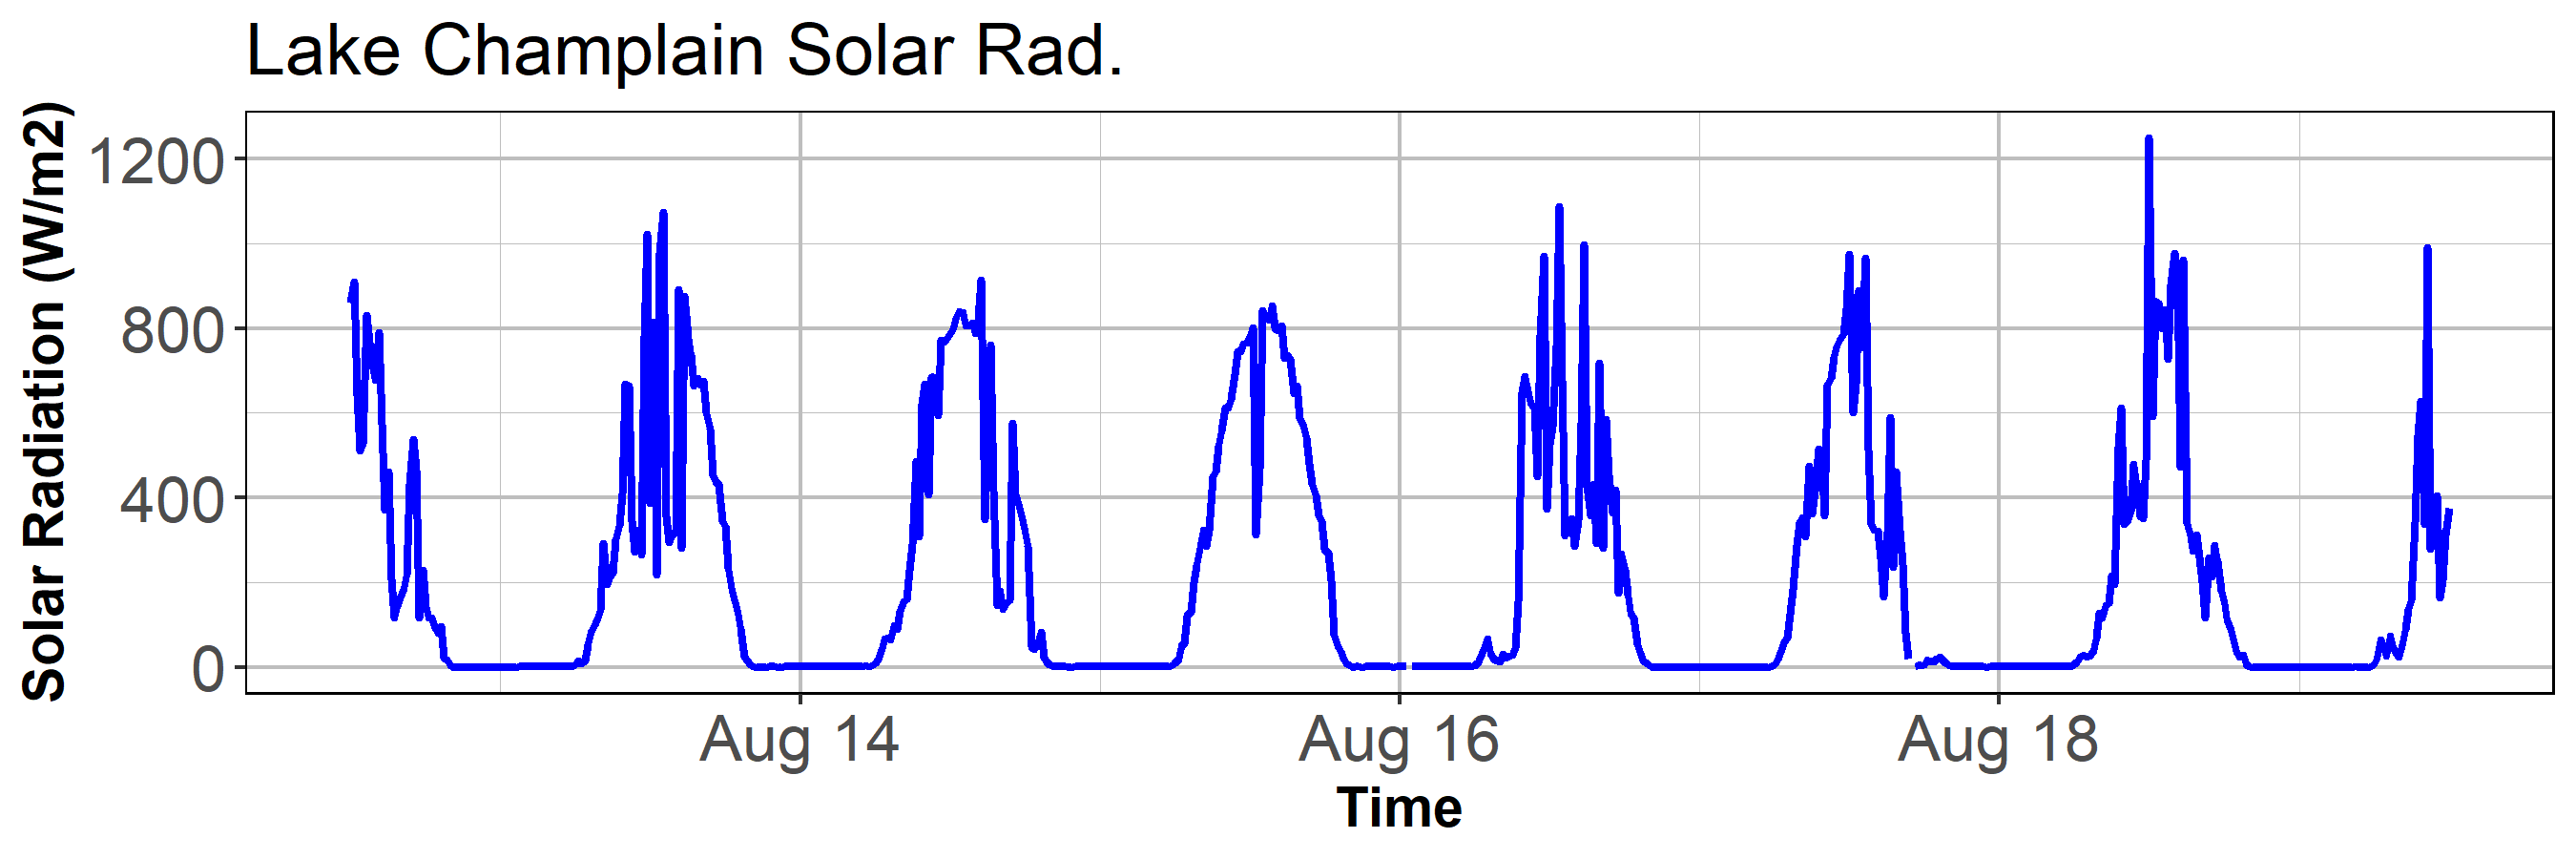 Lake Champlain Solar Rad.
Solar Radiation (W/m2)
1200
800
400
0
Aug 14
Aug 16
Aug 18
Time